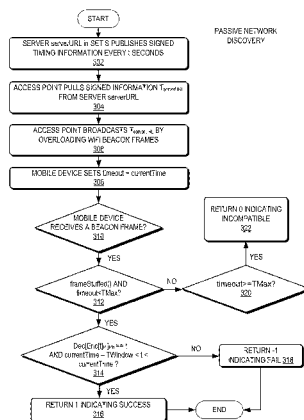 START
PASSIVE NETWORK
DISCOVERY
SERVER serverURL in SET S PUBLISHES SIGNED
TIMING INFORMATION EVERY SECONDS
302
ACCESS POINT PULLS SIGNED INFORMATION
FROM SERVER serverURL
304
ACCESS POINT BROADCASTS BY
OVERLOADING WiFi BEACON FRAMES
306
MOBILE DEVICE SETS timeout = currentTime
308
MOBILE DEVICE
RECEIVES A BEACON FRAME?
310
RETURN 0 INDICATING
INCOMPATIBLE
322
YES
YES
frameStuffed() AND
timeout<TMax?
312
NO
timeout>=TMax?
320
YES
AND currentTime – TWindow < t <
currentTime ?
314
NO
RETURN -1
INDICATING FAIL 318
YES
RETURN 1 INDICATING SUCCESS
316
END